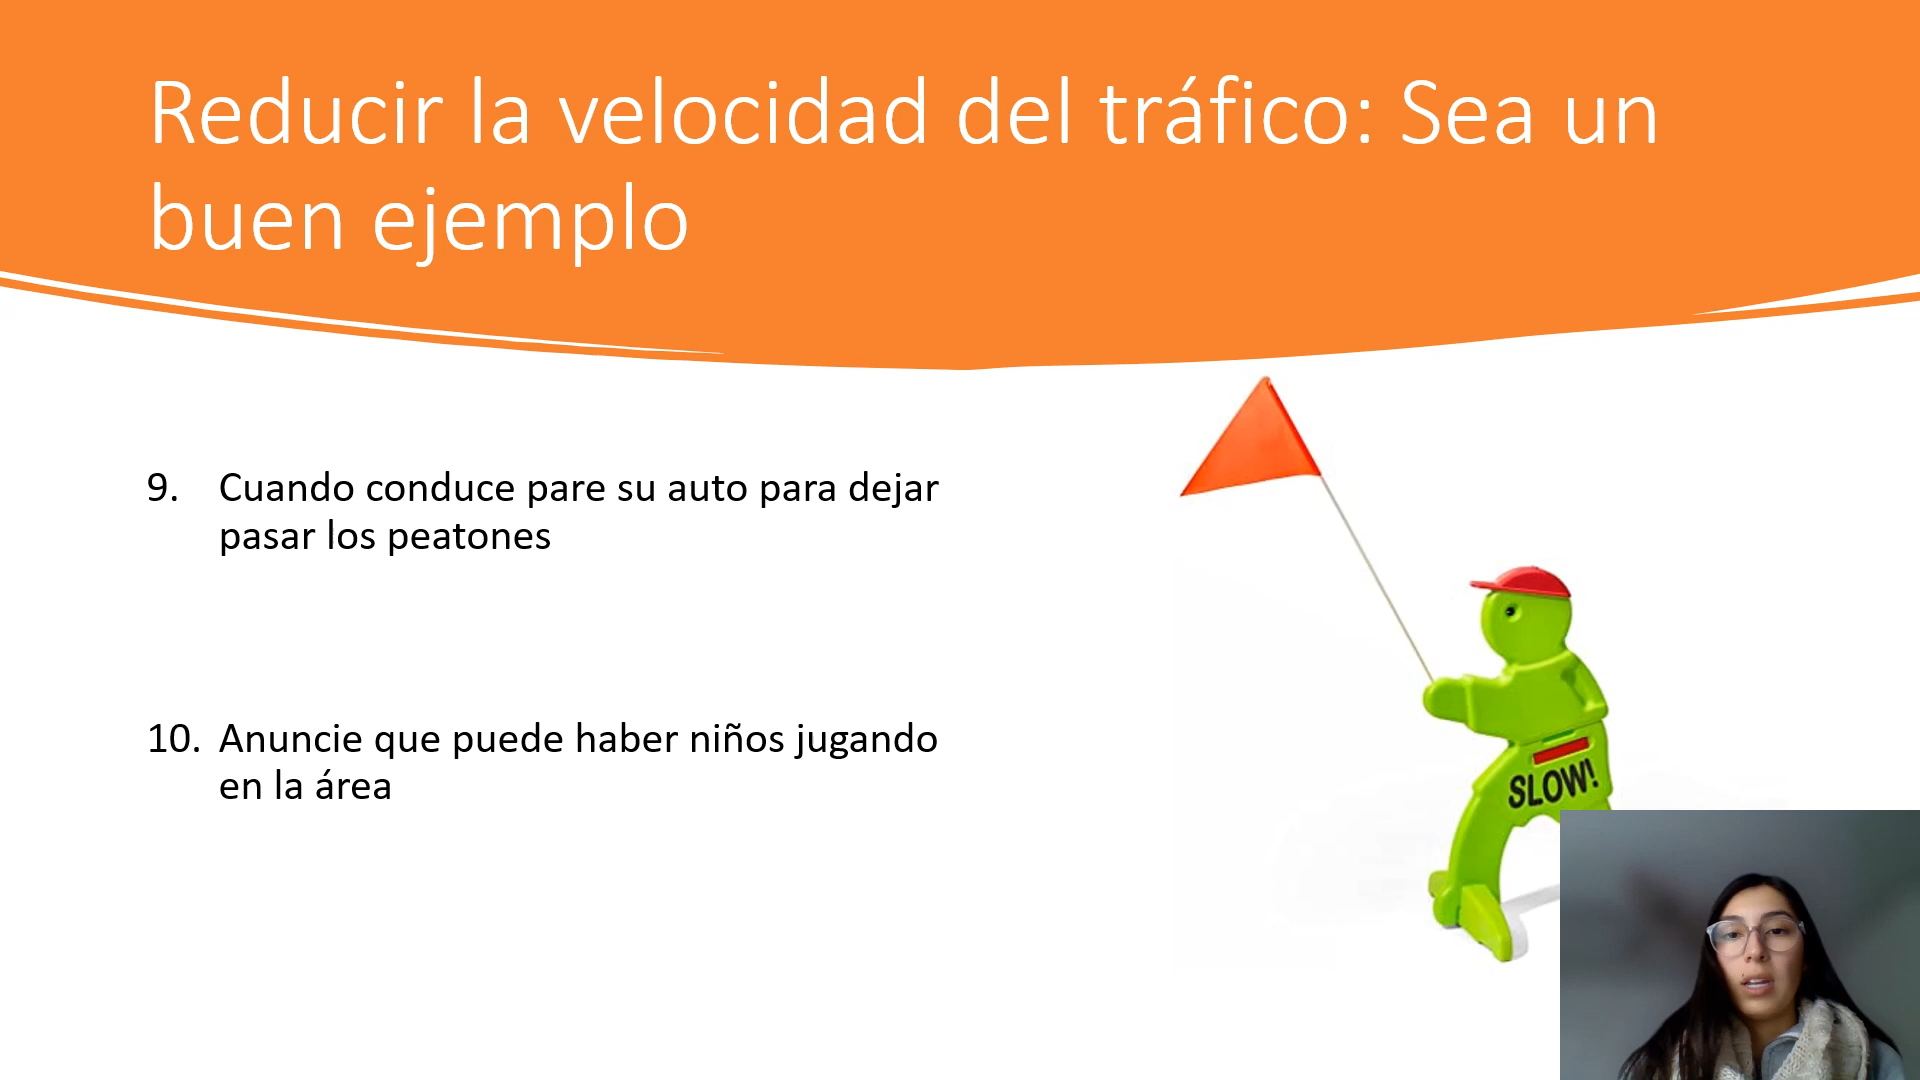 Reducir la velocidad del tráfico: Sea un
buen ejemplo
9. Cuando conduce pare su auto para dejar
pasar los peatones
10. Anuncie que puede haber niños jugando
en la área
SLOW!